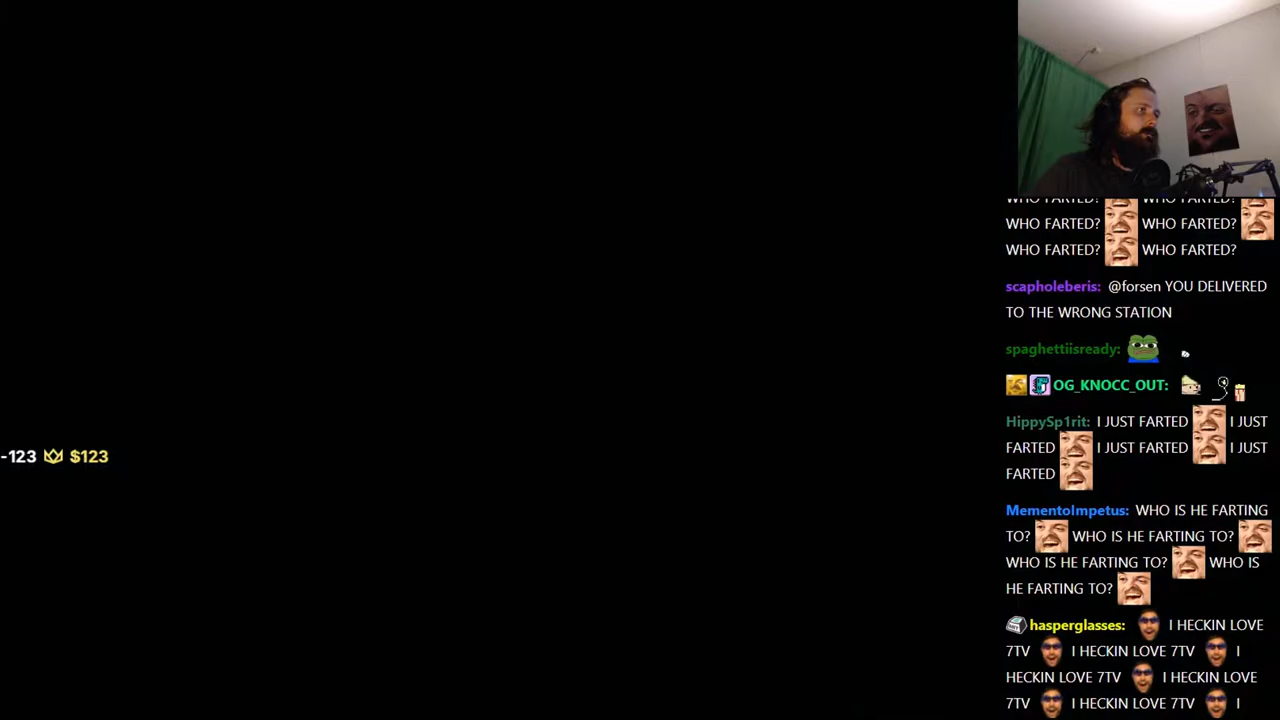 WHO FARTED? WHO FARTED?
WHO FARTED? WHO FARTED?
WHO FARTED? WHO FARTED?
scapholeberis: @forsen YOU DELIVERED
TO THE WRONG STATION
spaghettiisready:
OG_KNOCC_OUT:
HippySp1rit: I JUST FARTED I JUST
FARTED I JUST FARTED I JUST
FARTED
-123 $123
MementoImpetus: WHO IS HE FARTING
TO? WHO IS HE FARTING TO?
WHO IS HE FARTING TO? WHO IS
HE FARTING TO?
hasperglasses: I HECKIN LOVE
7TV I HECKIN LOVE 7TV I
HECKIN LOVE 7TV I HECKIN LOVE
7TV I HECKIN LOVE 7TV I